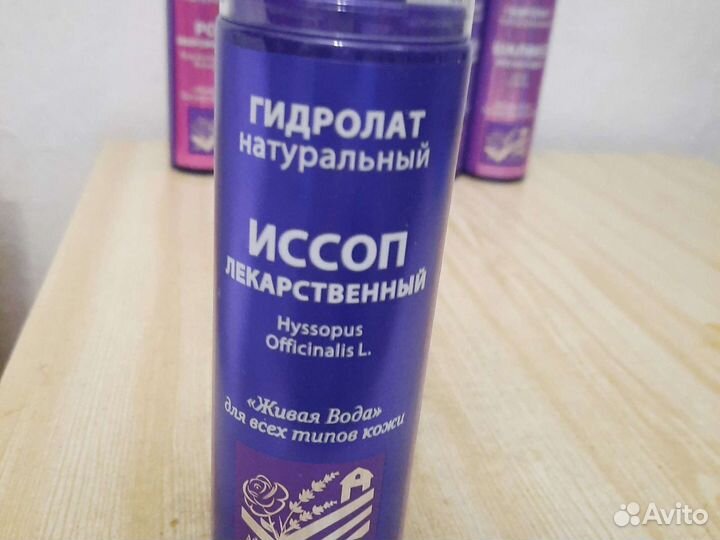 ГИДРОЛАТ
натуральный
ИССОП
ЛЕКАРСТВЕННЫЙ
Hyssopus
Officinalis L.
«Живая Вода»
для всех типов кожи
Avito